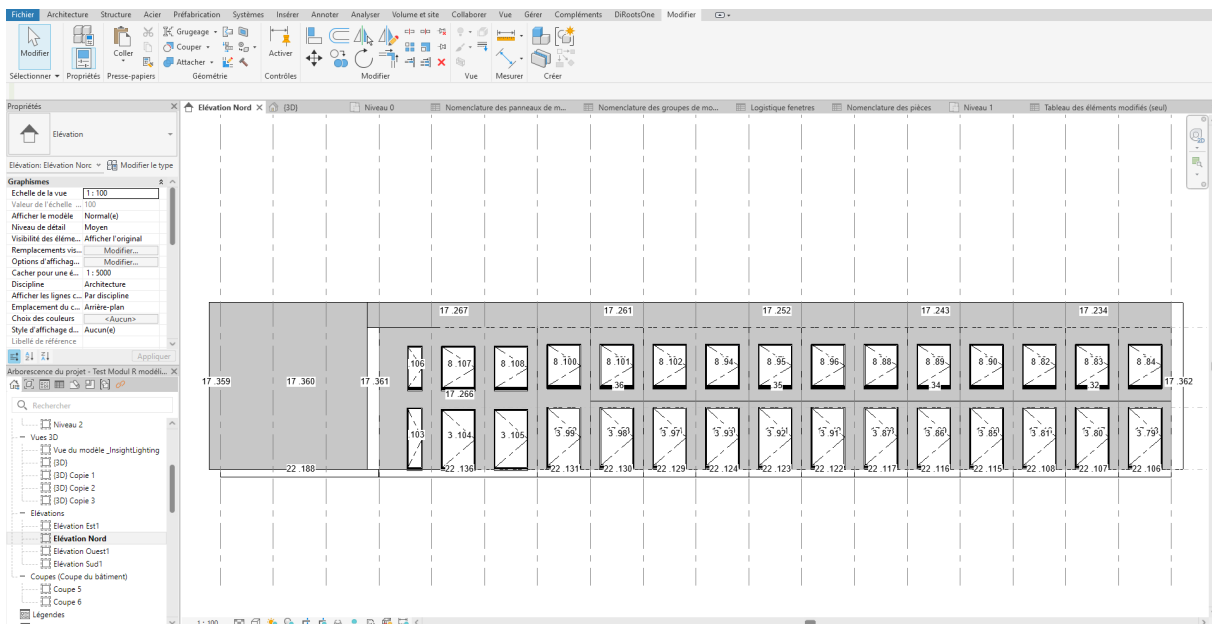 Fichier Architecture Structure Acier Préfabrication Systèmes Insérer Annoter Analyser Volume et site Collaborer Vue Gérer Compléments DiRootsOne Modifier
Modifier
Coller
Grugeage
Couper
Attacher
Activer
Sélectionner Propriétés Presse-papiers Géométrie Contrôles Modifier Vue Mesurer Créer
Propriétés
Elévation Nord (3D) Niveau 0 Nomenclature des panneaux de m... Nomenclature des groupes de mo... Logistique fenetres Nomenclature des pièces Niveau 1 Tableau des éléments modifiés (seul)
Elévation
Elévation: Elévation Norc Modifier le type
Graphismes
Echelle de la vue 1 : 100
Valeur de l'échelle ... 100
Afficher le modèle Normal(e)
Niveau de détail Moyen
Visibilité des éléme... Afficher l'original
Remplacements vis... Modifier...
Options d'affichag... Modifier...
Cacher pour une é... 1 : 5000
Discipline Architecture
Afficher les lignes c... Par discipline
Emplacement du c... Arrière-plan
Choix des couleurs <Aucun>
Style d'affichage d... Aucun(e)
Libellé de référence
Appliquer
Arborescence du projet - Test Modul R modéli...
Rechercher
Niveau 2
Vues 3D
Vue du modèle _InsightLighting
(3D)
(3D) Copie 1
(3D) Copie 2
(3D) Copie 3
Elévations
Elévation Est1
Elévation Nord
Elévation Ouest1
Elévation Sud1
Coupes (Coupe du bâtiment)
Coupe 5
Coupe 6
Légendes
17 .267 17 .261 17 .252 17 .243 17 .234
.106 8 .107 8 .108 8 .100 8 .101 8 .102 8 .94 8 .95 8 .96 8 .88 8 .89 8 .90 8 .82 8 .83 8 .84
17 .359 17 .360 17 .361 36 35 34 32 17 .362
17 .266
.103 3 .104 3 .105 3 .99 3 .98 3 .97 3 .93 3 .92 3 .91 3 .87 3 .86 3 .85 3 .81 3 .80 3 .79
22 .188 22 .136 22 .131 22 .130 22 .129 22 .124 22 .123 22 .122 22 .117 22 .116 22 .115 22 .108 22 .107 22 .106
1 : 100